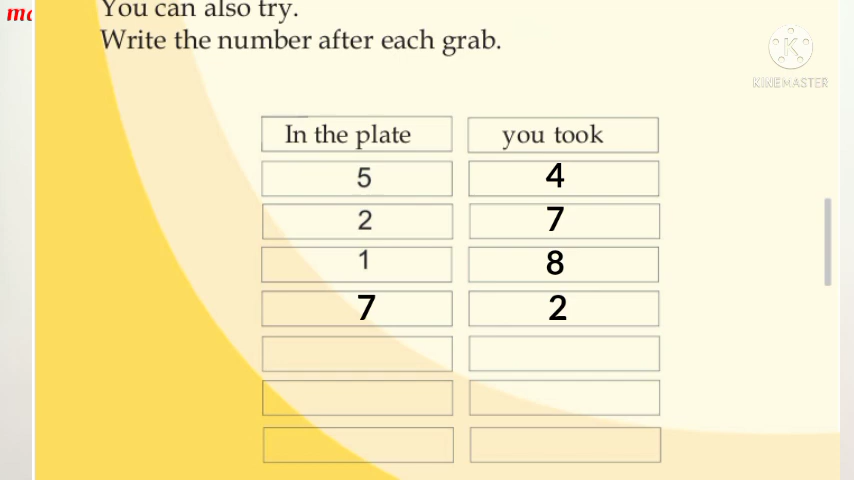 You can also try.
Write the number after each grab.
KINEMASTER
In the plate you took
5 4
2 7
1 8
7 2